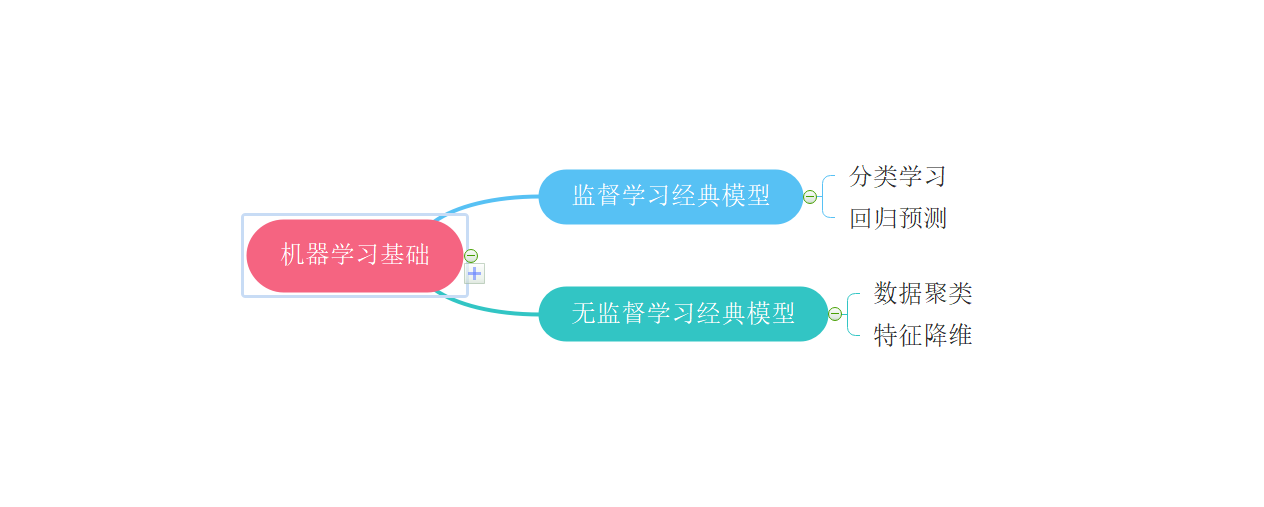 机器学习基础
监督学习经典模型
分类学习
回归预测
无监督学习经典模型
数据聚类
特征降维